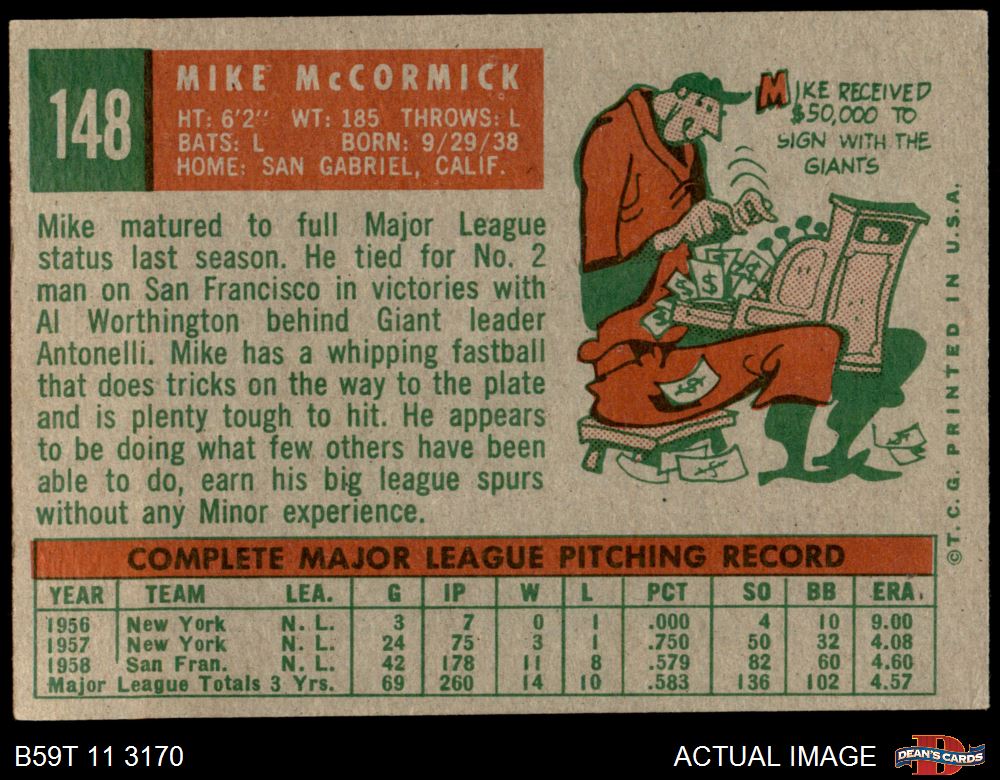 148
MIKE McCORMICK
HT: 6'2" WT: 185 THROWS: L
BATS: L BORN: 9/29/38
HOME: SAN GABRIEL, CALIF.
MIKE RECEIVED
$50,000 TO
SIGN WITH THE
GIANTS
Mike matured to full Major League
status last season. He tied for No. 2
man on San Francisco in victories with
Al Worthington behind Giant leader
Antonelli. Mike has a whipping fastball
that does tricks on the way to the plate
and is plenty tough to hit. He appears
to be doing what few others have been
able to do, earn his big league spurs
without any Minor experience.
©T.C.G. PRINTED IN U.S.A.
COMPLETE MAJOR LEAGUE PITCHING RECORD
YEAR TEAM LEA. G IP W L PCT SO BB ERA.
1956 New York N. L. 3 7 0 1 .000 4 10 9.00
1957 New York N. L. 24 75 3 1 .750 50 32 4.08
1958 San Fran. N. L. 42 178 11 8 .579 82 60 4.60
Major League Totals 3 Yrs. 69 260 14 10 .583 136 102 4.57
B59T 11 3170
ACTUAL IMAGE
DEAN'S CARDS